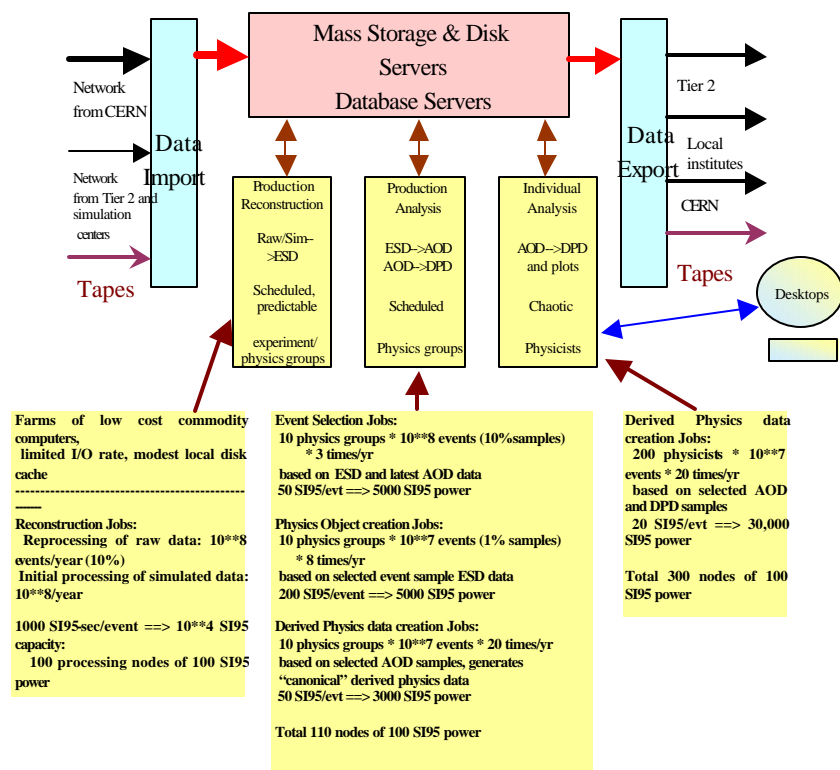 Mass Storage & Disk
Servers
Database Servers
Network
from CERN
Data
Import
Network
from Tier 2 and
simulation
centers
Tapes
Production
Reconstruction
Raw/Sim--
>ESD
Scheduled,
predictable
experiment/
physics groups
Production
Analysis
ESD-->AOD
AOD-->DPD
Scheduled
Physics groups
Individual
Analysis
AOD-->DPD
and plots
Chaotic
Physicists
Data
Export
Tier 2
Local
institutes
CERN
Tapes
Desktops
Farms of low cost commodity
computers,
limited I/O rate, modest local disk
cache
---------------------------------------------
------
Reconstruction Jobs:
Reprocessing of raw data: 10**8
events/year (10%)
Initial processing of simulated data:
10**8/year
1000 SI95-sec/event ==> 10**4 SI95
capacity:
100 processing nodes of 100 SI95
power
Event Selection Jobs:
10 physics groups * 10**8 events (10%samples)
* 3 times/yr
based on ESD and latest AOD data
50 SI95/evt ==> 5000 SI95 power
Physics Object creation Jobs:
10 physics groups * 10**7 events (1% samples)
* 8 times/yr
based on selected event sample ESD data
200 SI95/event ==> 5000 SI95 power
Derived Physics data creation Jobs:
10 physics groups * 10**7 events * 20 times/yr
based on selected AOD samples, generates
“canonical” derived physics data
50 SI95/evt ==> 3000 SI95 power
Total 110 nodes of 100 SI95 power
Derived Physics data
creation Jobs:
200 physicists * 10**7
events * 20 times/yr
based on selected AOD
and DPD samples
20 SI95/evt ==> 30,000
SI95 power
Total 300 nodes of 100
SI95 power